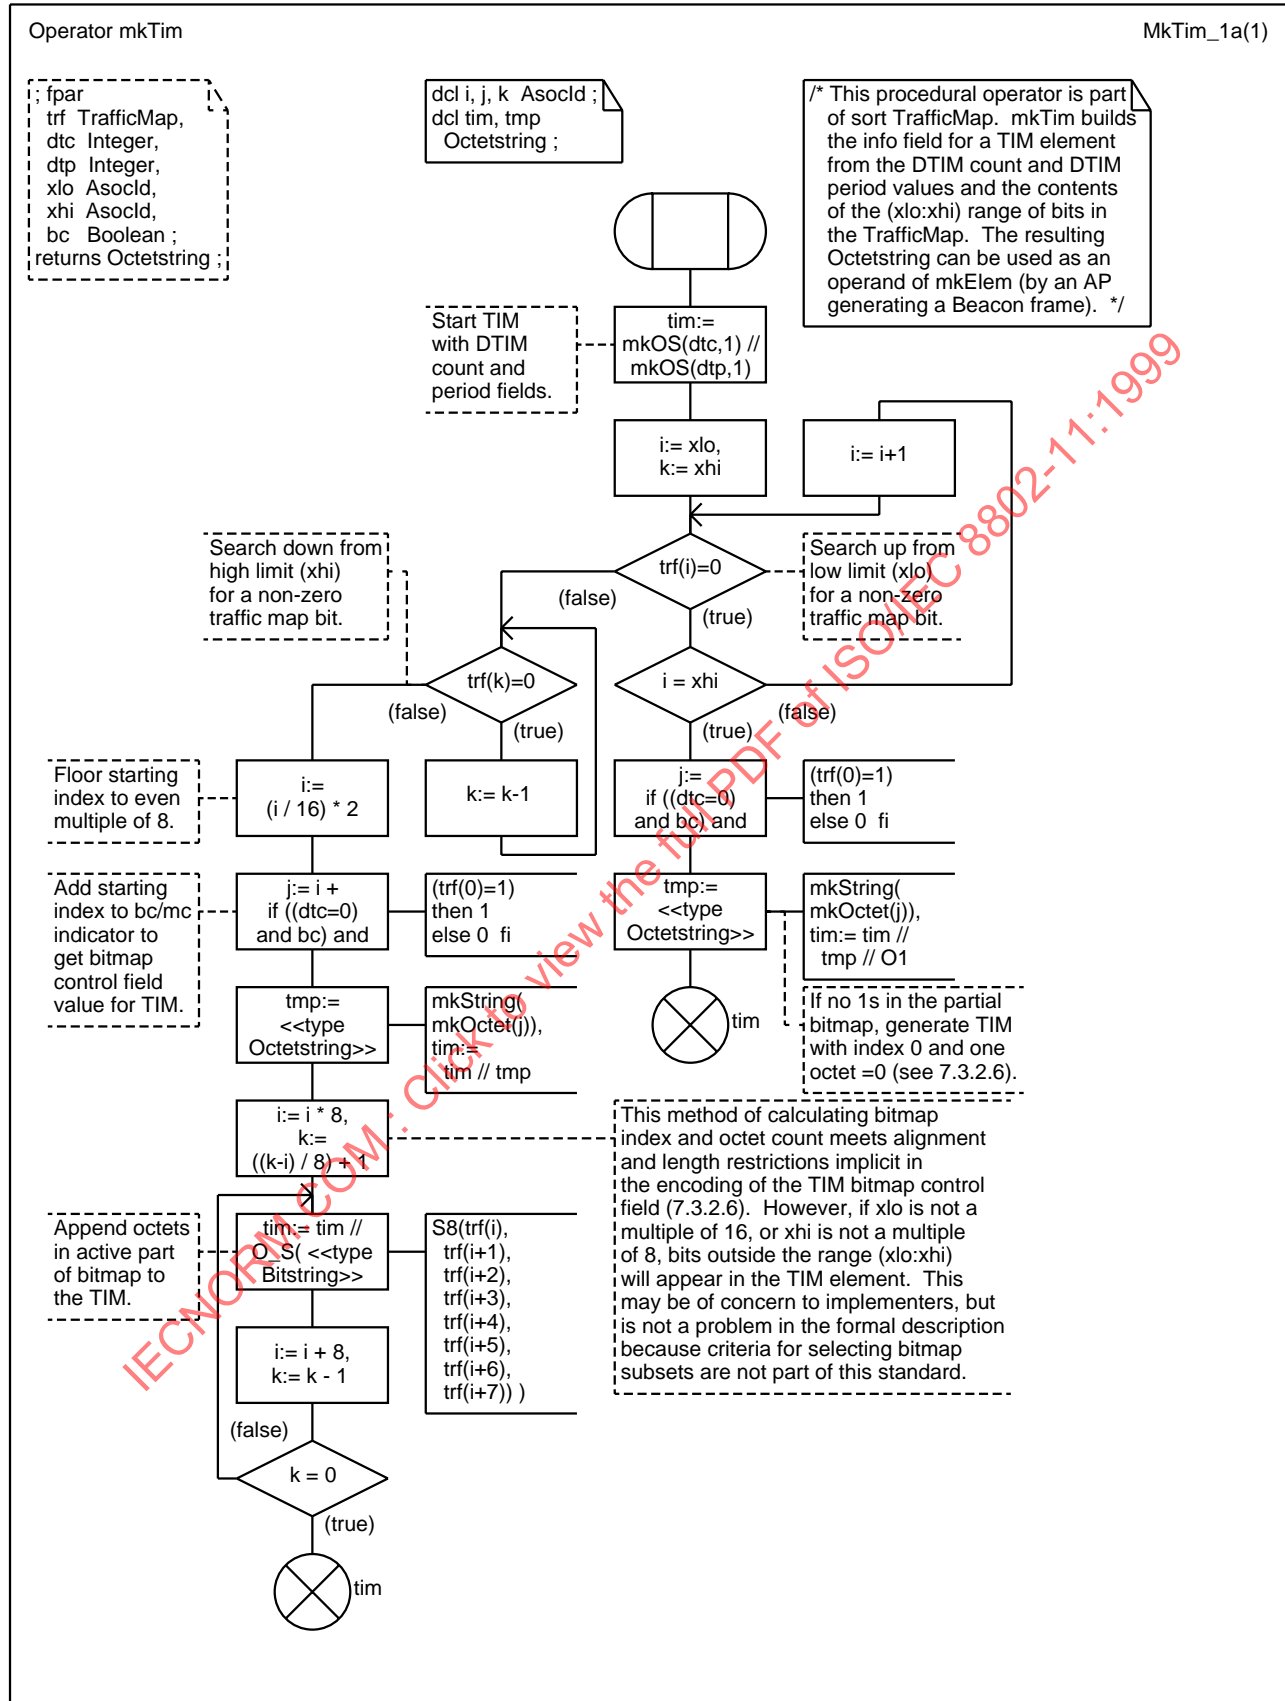 Operator mkTim
MkTim_1a(1)
; fpar
trf TrafficMap,
dtc Integer,
dtp Integer,
xlo AsocId,
xhi AsocId,
bc Boolean ;
returns Octetstring ;
dcl i, j, k AsocId ;
dcl tim, tmp
Octetstring ;
/* This procedural operator is part
of sort TrafficMap. mkTim builds
the info field for a TIM element
from the DTIM count and DTIM
period values and the contents
of the (xlo:xhi) range of bits in
the TrafficMap. The resulting
Octetstring can be used as an
operand of mkElem (by an AP
generating a Beacon frame). */
Start TIM
with DTIM
count and
period fields.
tim:=
mkOS(dtc,1) //
mkOS(dtp,1)
i:= xlo,
k:= xhi
i:= i+1
Search down from
high limit (xhi)
for a non-zero
traffic map bit.
trf(i)=0
Search up from
low limit (xlo)
for a non-zero
traffic map bit.
(false)
(true)
trf(k)=0
i = xhi
(false)
(true)
(true)
(false)
Floor starting
index to even
multiple of 8.
i:=
(i / 16) * 2
k:= k-1
j:=
if ((dtc=0)
and bc) and
(trf(0)=1)
then 1
else 0 fi
Add starting
index to bc/mc
indicator to
get bitmap
control field
value for TIM.
j:= i +
if ((dtc=0)
and bc) and
(trf(0)=1)
then 1
else 0 fi
tmp:=
<<type
Octetstring>>
mkString(
mkOctet(j)),
tim:= tim //
tmp // O1
tmp:=
<<type
Octetstring>>
mkString(
mkOctet(j)),
tim:=
tim // tmp
tim
If no 1s in the partial
bitmap, generate TIM
with index 0 and one
octet =0 (see 7.3.2.6).
i:= i * 8,
k:=
((k-i) / 8) + 1
This method of calculating bitmap
index and octet count meets alignment
and length restrictions implicit in
the encoding of the TIM bitmap control
field (7.3.2.6). However, if xlo is not a
multiple of 16, or xhi is not a multiple
of 8, bits outside the range (xlo:xhi)
will appear in the TIM element. This
may be of concern to implementers, but
is not a problem in the formal description
because criteria for selecting bitmap
subsets are not part of this standard.
Append octets
in active part
of bitmap to
the TIM.
tim:= tim //
O_S( <<type
Bitstring>>
S8(trf(i),
trf(i+1),
trf(i+2),
trf(i+3),
trf(i+4),
trf(i+5),
trf(i+6),
trf(i+7)) )
i:= i + 8,
k:= k - 1
(false)
k = 0
(true)
tim
IECNORM.COM : Click to view the full PDF of ISO/IEC 8802-11:1999